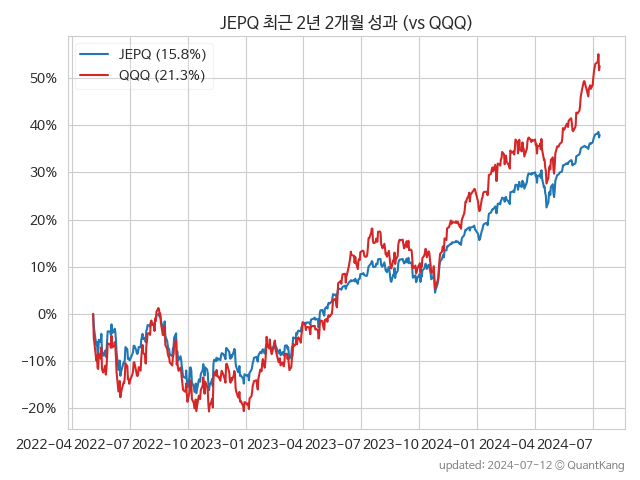 JEPQ 최근 2년 2개월 성과 (vs QQQ)
JEPQ (15.8%)
QQQ (21.3%)
50%
40%
30%
20%
10%
0%
−10%
−20%
2022-04 2022-07 2022-10 2023-01 2023-04 2023-07 2023-10 2024-01 2024-04 2024-07
updated: 2024-07-12 © QuantKang